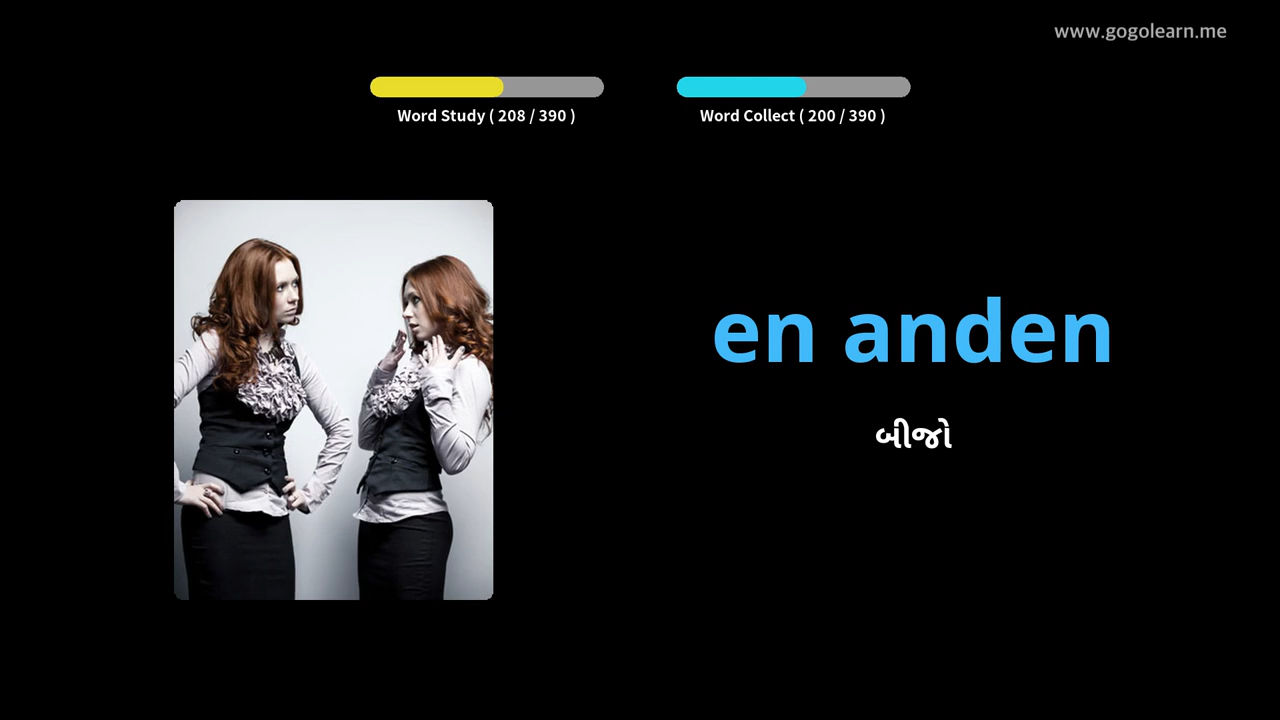 www.gogolearn.me
Word Study ( 208 / 390 )
Word Collect ( 200 / 390 )
en anden
બીજો